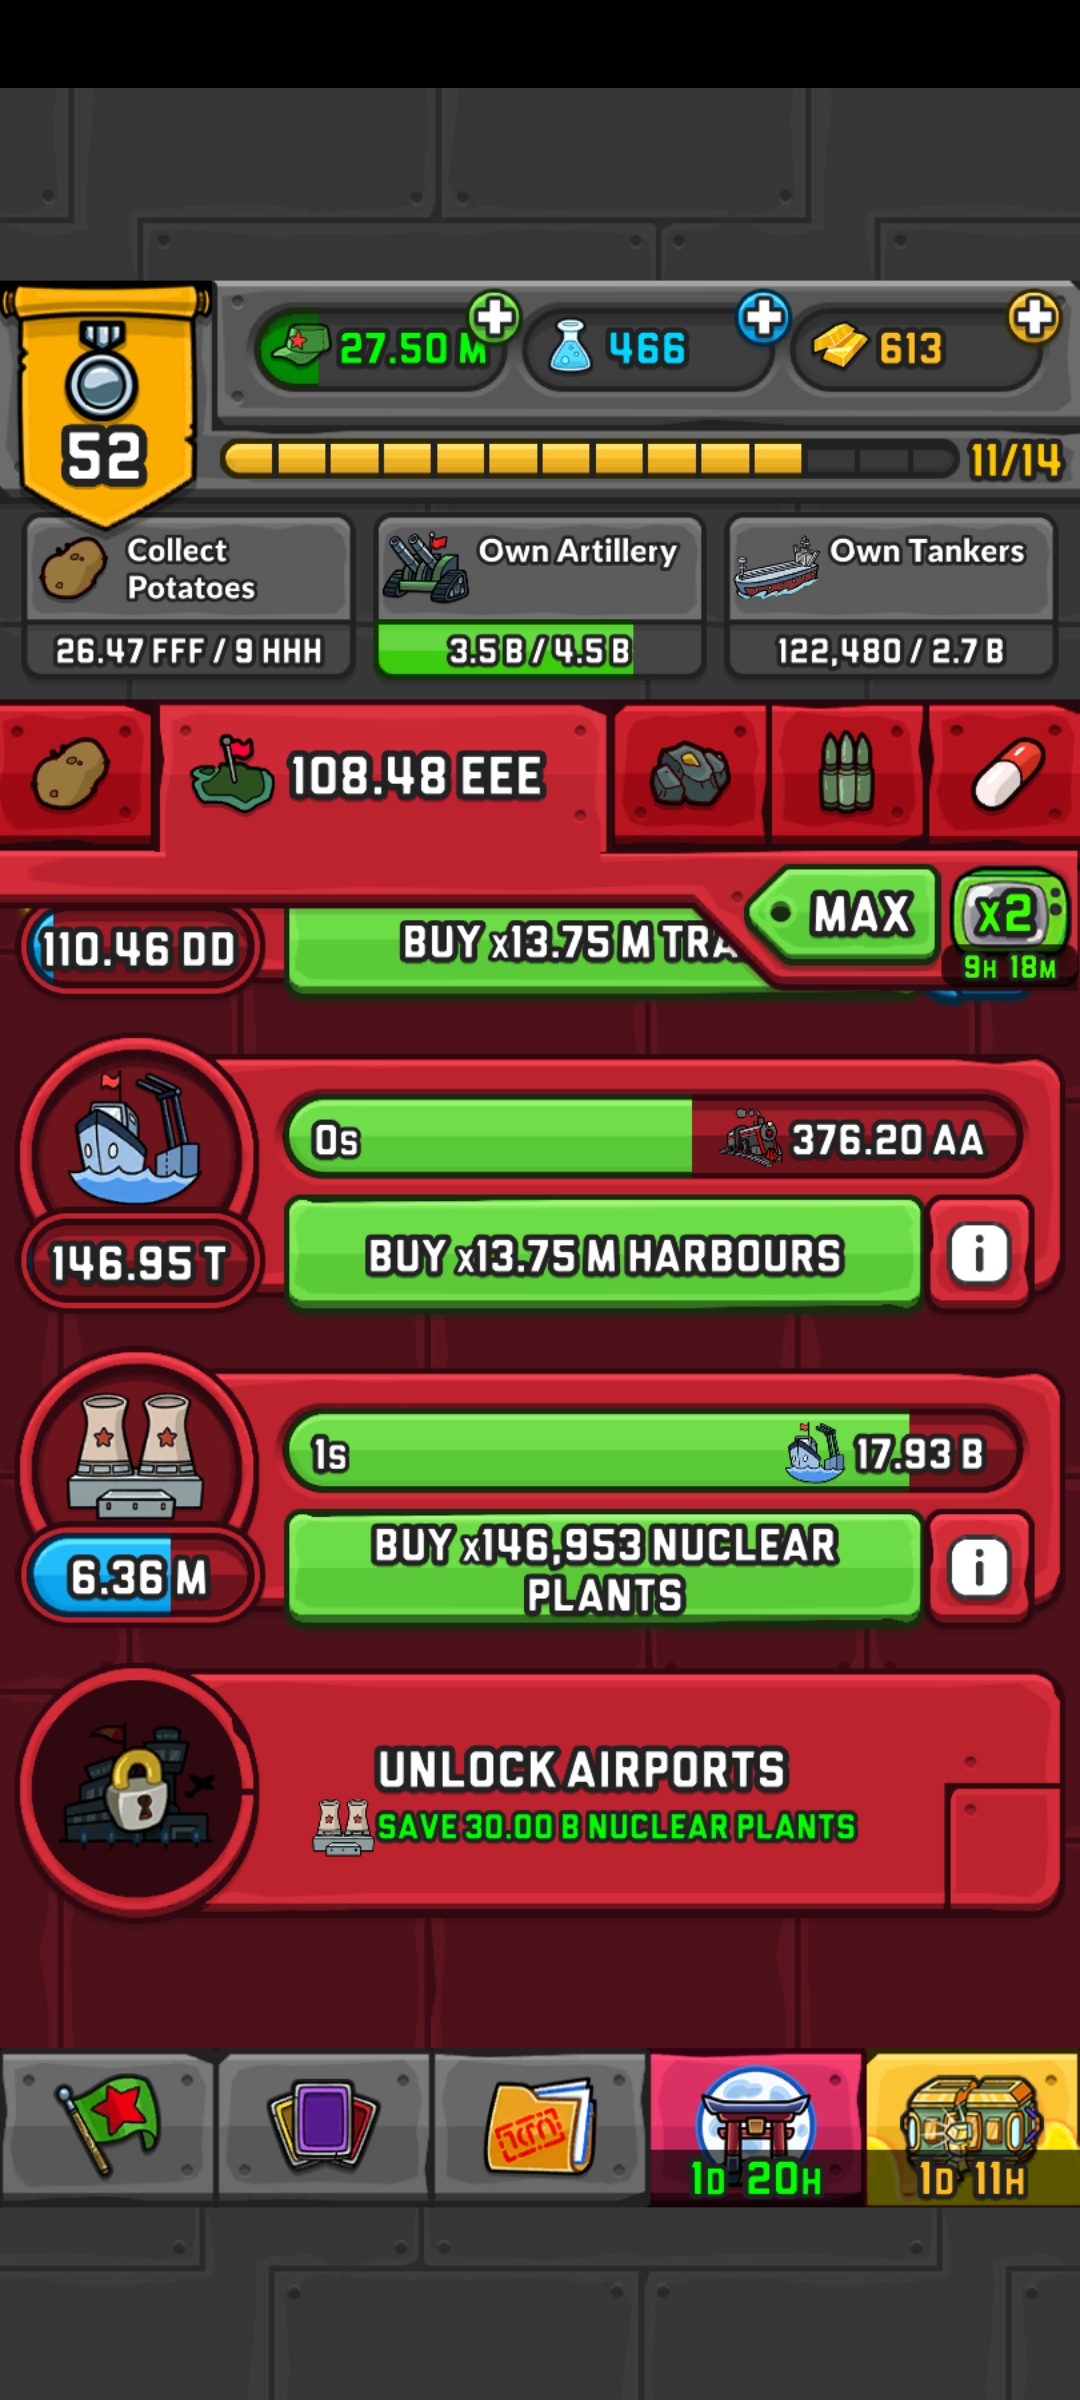 27.50 M
466
613
52
11/14
Collect
Potatoes
Own Artillery
Own Tankers
26.47 FFF / 9 HHH
3.5 B / 4.5 B
122,480 / 2.7 B
108.48 EEE
MAX
x2
9H 18M
110.46 DD
BUY x13.75 M TRA
0s
376.20 AA
146.95 T
BUY x13.75 M HARBOURS
i
1s
17.93 B
6.36 M
BUY x146,953 NUCLEAR
PLANTS
i
UNLOCK AIRPORTS
SAVE 30.00 B NUCLEAR PLANTS
1D 20H
1D 11H